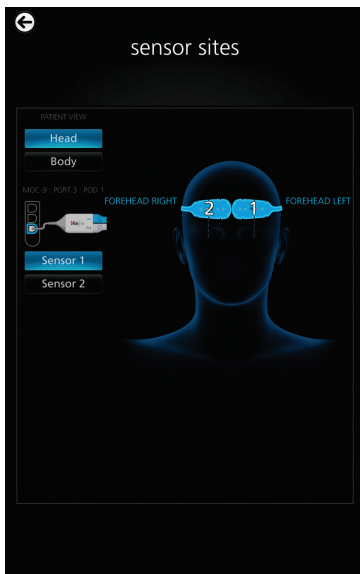 sensor sites
PATIENT VIEW
Head
Body
MOC-9 : PORT 3 : POD 1
Sensor 1
Sensor 2
FOREHEAD RIGHT
2
1
FOREHEAD LEFT